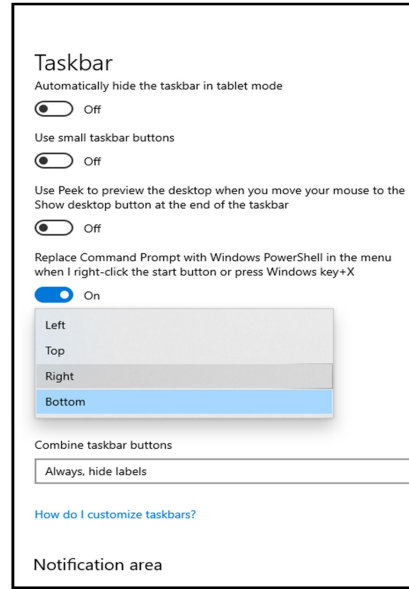 Taskbar
Automatically hide the taskbar in tablet mode
Off
Use small taskbar buttons
Off
Use Peek to preview the desktop when you move your mouse to the
Show desktop button at the end of the taskbar
Off
Replace Command Prompt with Windows PowerShell in the menu
when I right-click the start button or press Windows key+X
On
Left
Top
Right
Bottom
Combine taskbar buttons
Always, hide labels
How do I customize taskbars?
Notification area